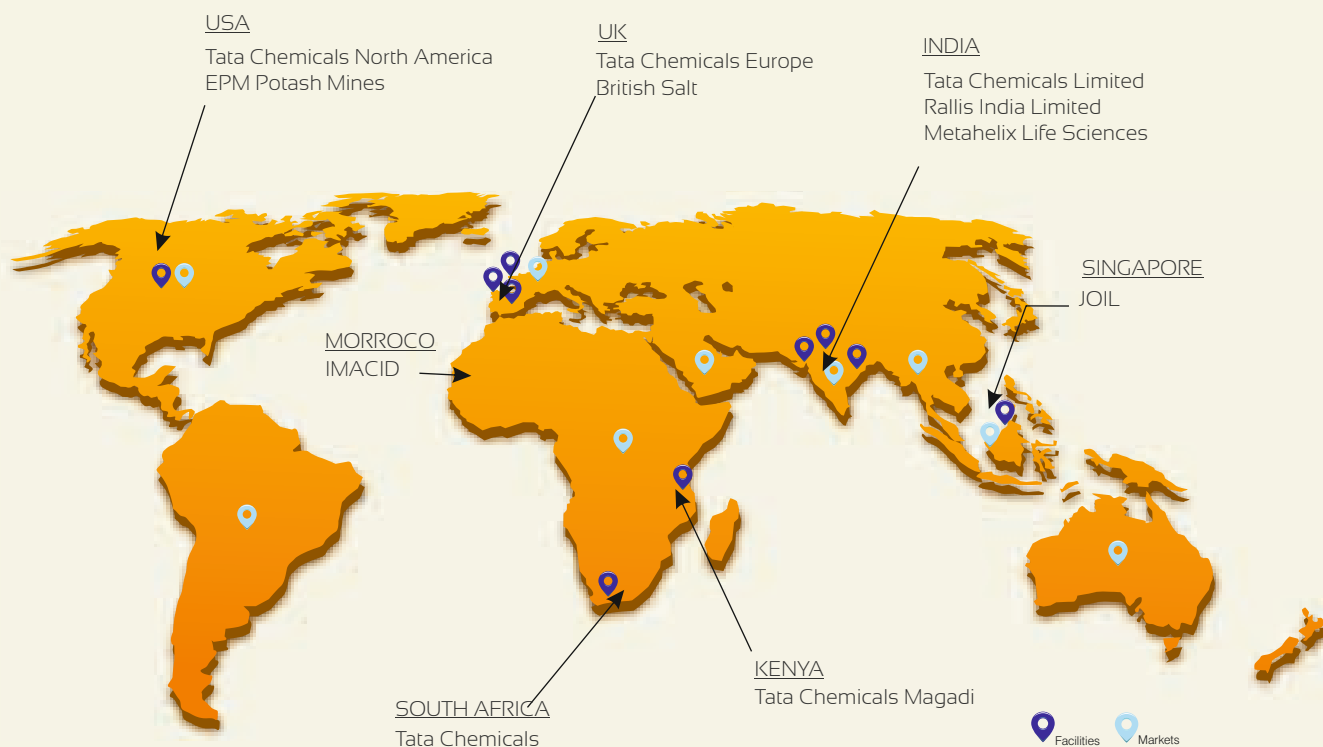 USA
Tata Chemicals North America
EPM Potash Mines
UK
Tata Chemicals Europe
British Salt
INDIA
Tata Chemicals Limited
Rallis India Limited
Metahelix Life Sciences
SINGAPORE
JOIL
MORROCO
IMACID
KENYA
Tata Chemicals Magadi
SOUTH AFRICA
Tata Chemicals
Facilities
Markets